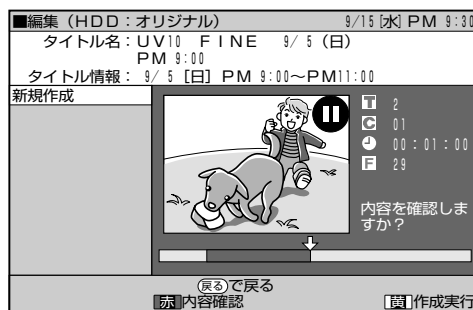 ■編集（HDD：オリジナル） 9/15［水］PM 9:30
タイトル名：UV10 FINE 9/ 5（日）
PM 9:00
タイトル情報： 9/ 5［日］PM 9:00～PM11:00
新規作成
T 2
C 01
00：01：00
F 29
内容を確認しま
すか？
戻るで戻る
赤 内容確認 黄 作成実行